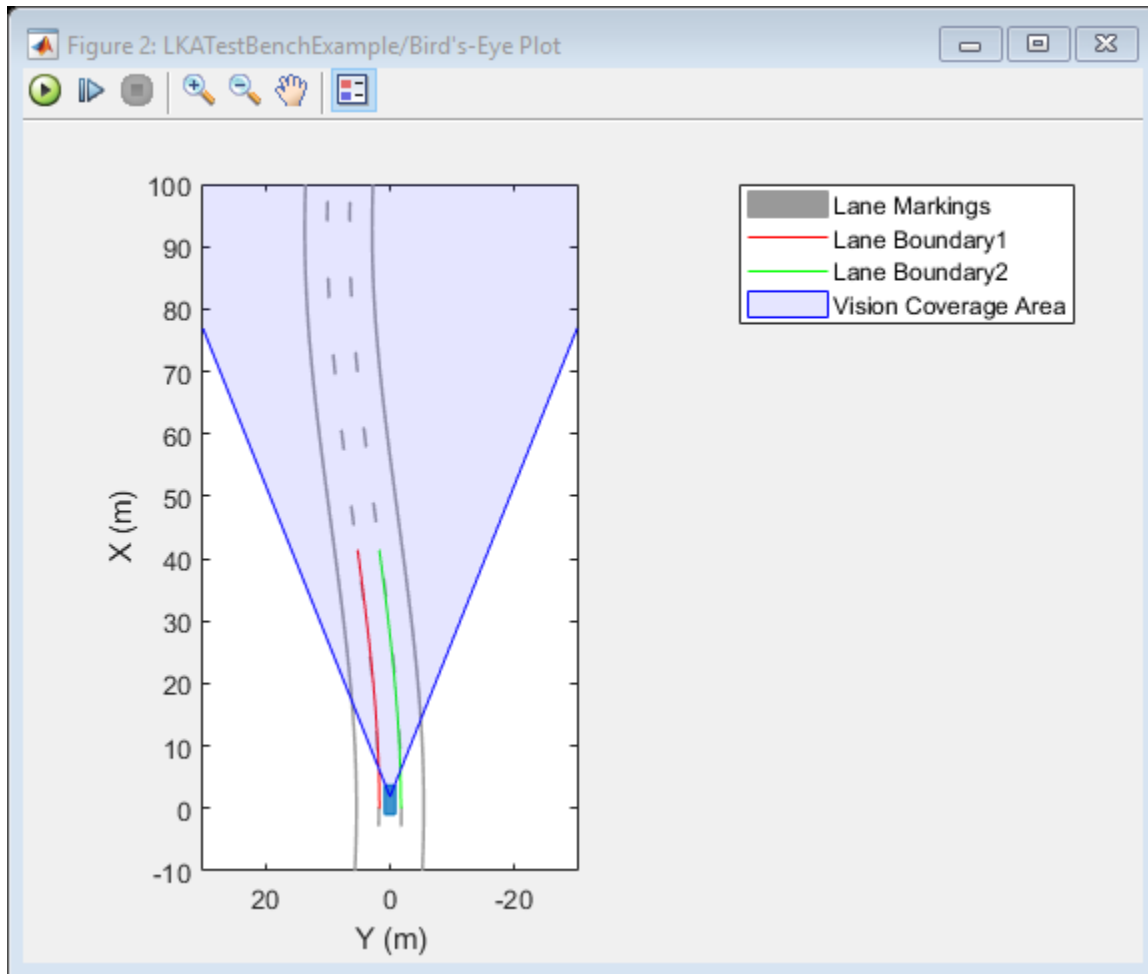 Figure 2: LKATestBenchExample/Bird's-Eye Plot
100
90
80
70
60
50
40
30
20
10
0
-10
X (m)
20 0 -20
Y (m)
Lane Markings
Lane Boundary1
Lane Boundary2
Vision Coverage Area